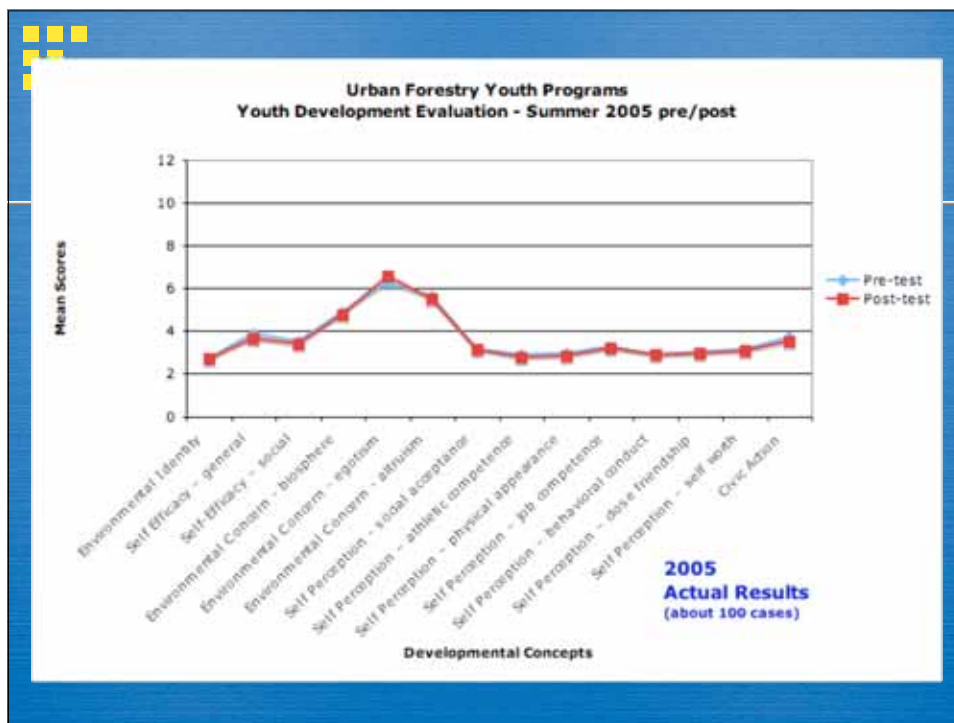 Urban Forestry Youth Programs
Youth Development Evaluation - Summer 2005 pre/post
12
10
8
6
4
2
0
Mean Scores
Pre-test
Post-test
Environmental Identity
Self Efficacy - general
Self-Efficacy - social
Environmental Concern - biosphere
Environmental Concern - egotism
Environmental Concern - altruism
Self Perception - social acceptance
Self Perception - athletic competence
Self Perception - physical appearance
Self Perception - job competence
Self Perception - behavioral conduct
Self Perception - close friendship
Self Perception - self worth
Civic Action
2005
Actual Results
(about 100 cases)
Developmental Concepts